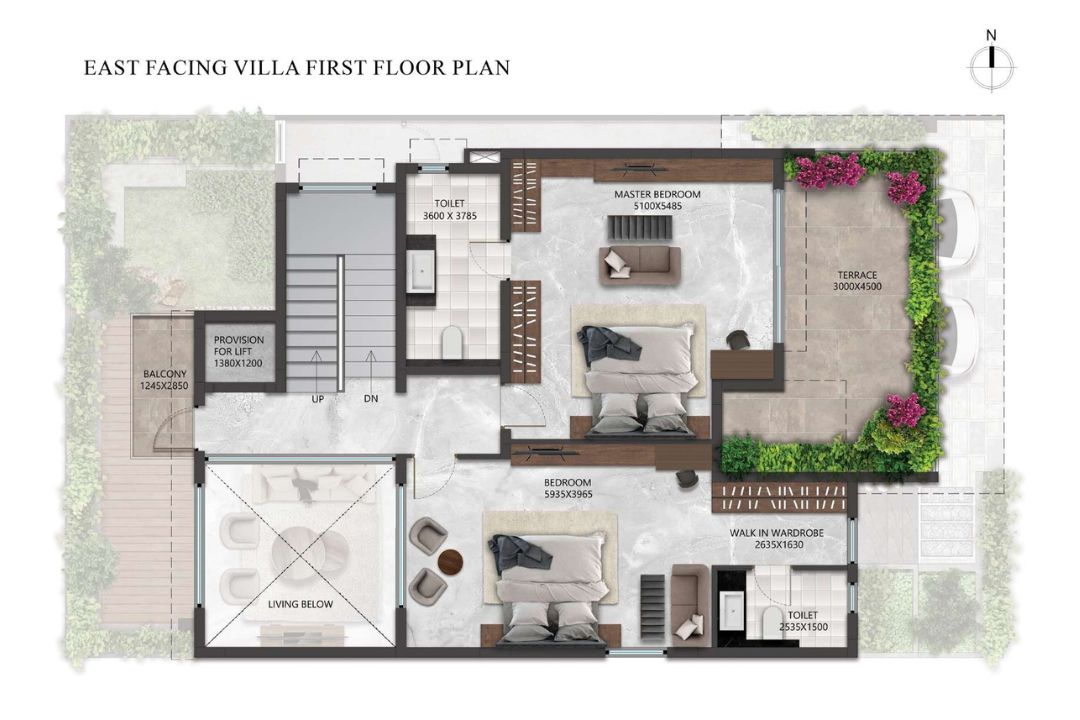 N
EAST FACING VILLA FIRST FLOOR PLAN
MASTER BEDROOM
5100X5485
TOILET
3600 X 3785
TERRACE
3000X4500
PROVISION
FOR LIFT
1380X1200
BALCONY
1245X2850
UP
DN
BEDROOM
5935X3965
WALK IN WARDROBE
2635X1630
LIVING BELOW
TOILET
2535X1500